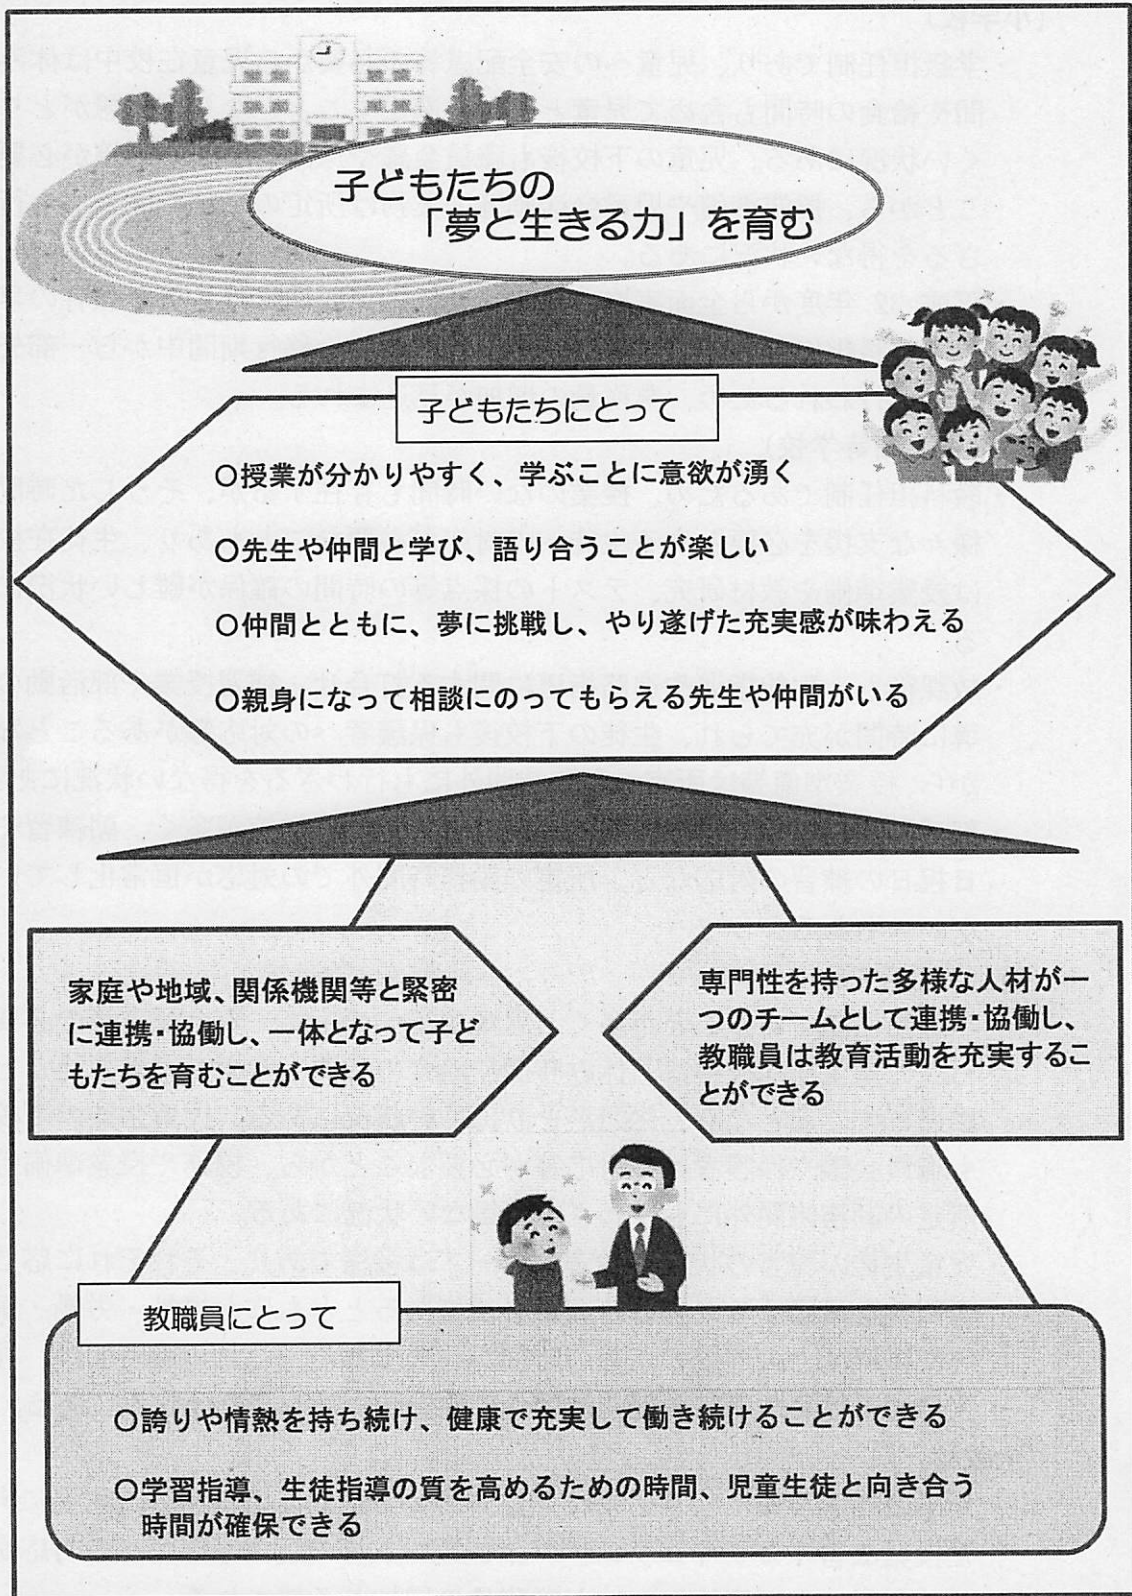 子どもたちの
「夢と生きる力」を育む
子どもたちにとって
○授業が分かりやすく、学ぶことに意欲が湧く
○先生や仲間と学び、語り合うことが楽しい
○仲間とともに、夢に挑戦し、やり遂げた充実感が味わえる
○親身になって相談にのってもらえる先生や仲間がいる
家庭や地域、関係機関等と緊密
に連携・協働し、一体となって子ど
もたちを育むことができる
専門性を持った多様な人材が一
つのチームとして連携・協働し、
教職員は教育活動を充実するこ
とができる
教職員にとって
○誇りや情熱を持ち続け、健康で充実して働き続けることができる
○学習指導、生徒指導の質を高めるための時間、児童生徒と向き合う
時間が確保できる